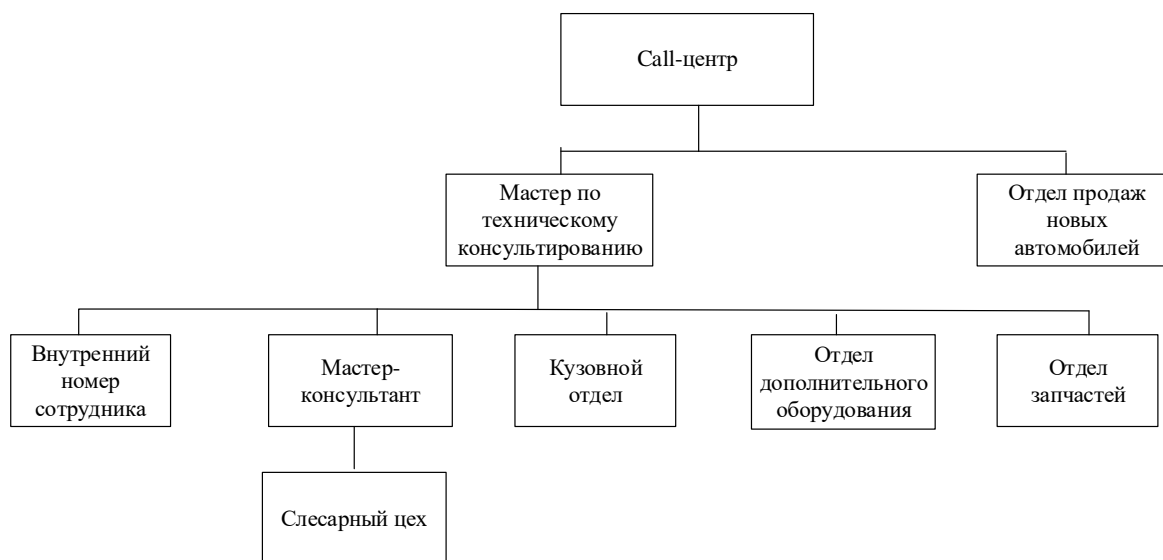 Call-центр
Мастер по
техническому
консультированию
Отдел продаж
новых
автомобилей
Внутренний
номер
сотрудника
Мастер-
консультант
Кузовной
отдел
Отдел
дополнительного
оборудования
Отдел
запчастей
Слесарный цех